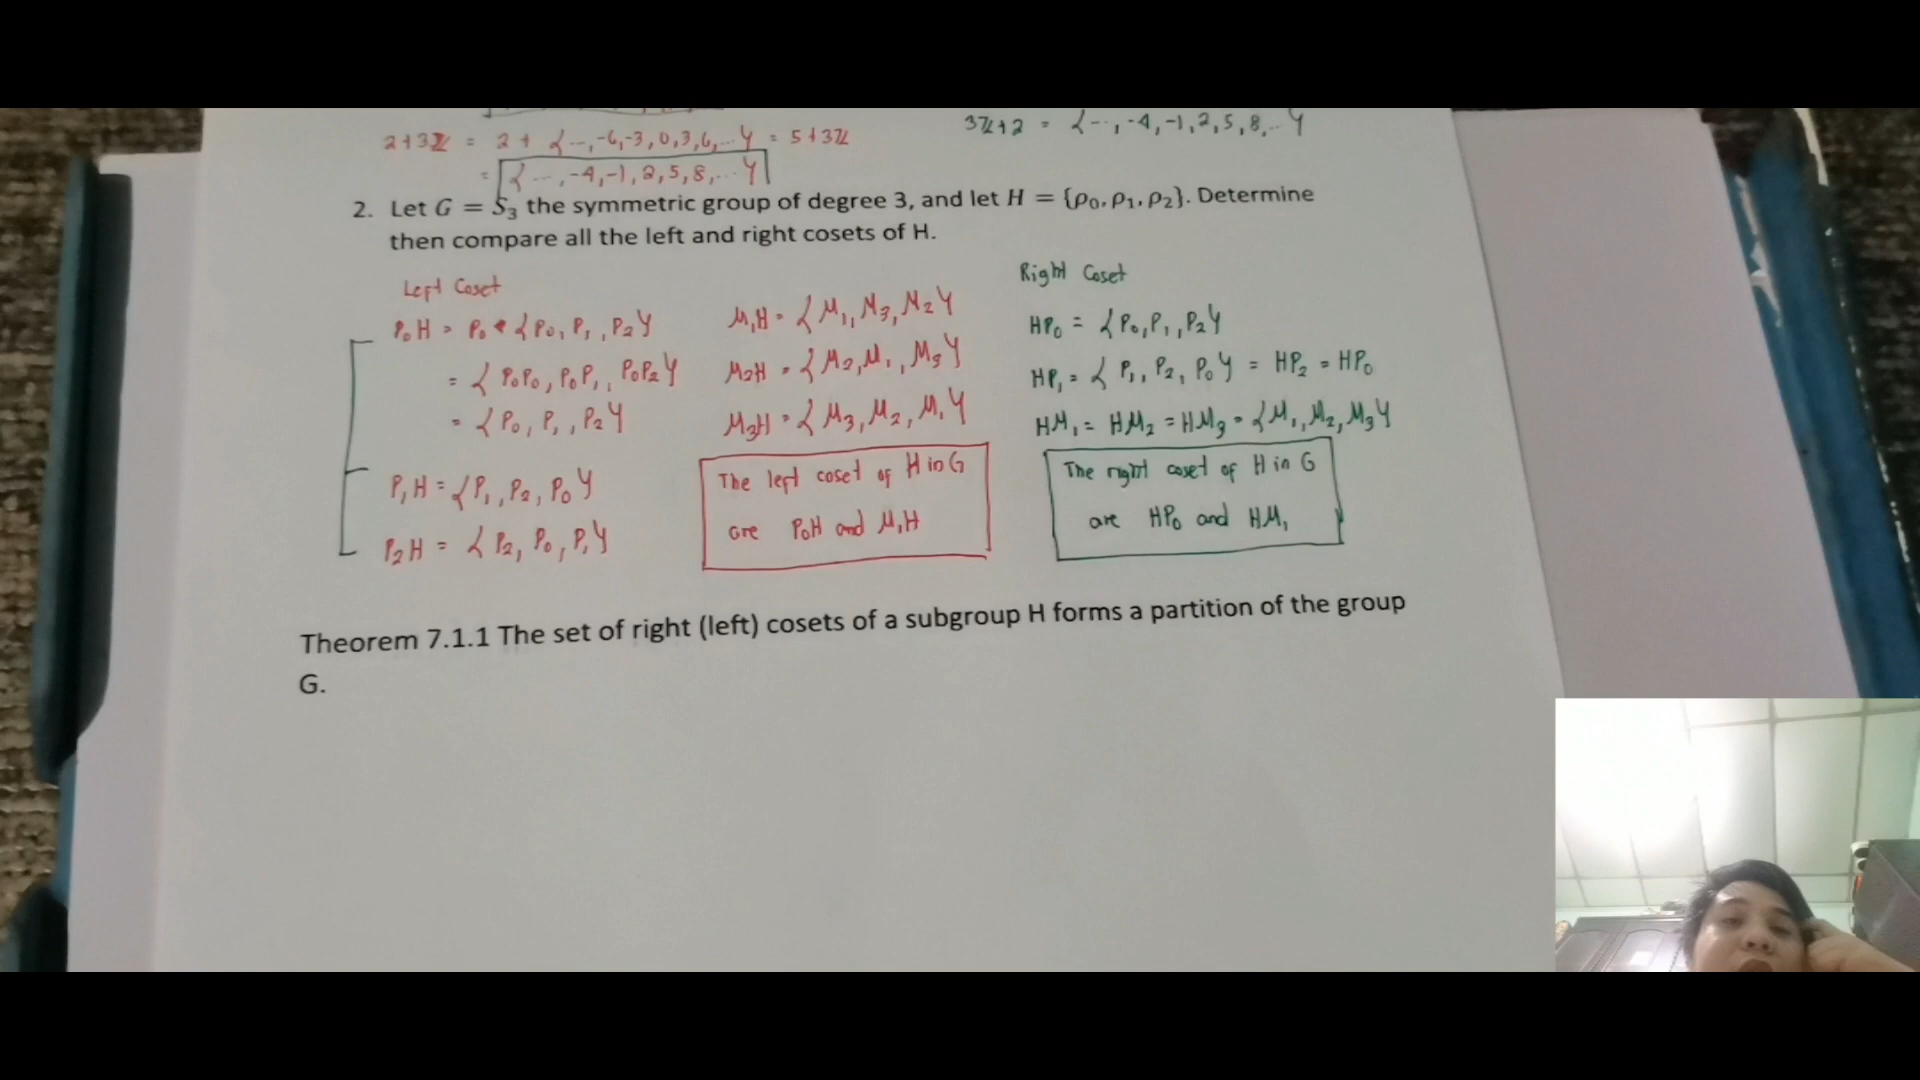 2+3ℤ = 2 + {..., -6, -3, 0, 3, 6, ...} = 5+3ℤ
= {..., -4, -1, 2, 5, 8, ...}
3ℤ+2 = {..., -4, -1, 2, 5, 8, ...}
2. Let G = S₃ the symmetric group of degree 3, and let H = {ρ₀, ρ₁, ρ₂}. Determine
then compare all the left and right cosets of H.
Left Coset
ρ₀H = ρ₀ • {ρ₀, ρ₁, ρ₂}
= {ρ₀ρ₀, ρ₀ρ₁, ρ₀ρ₂}
= {ρ₀, ρ₁, ρ₂}
ρ₁H = {ρ₁, ρ₂, ρ₀}
ρ₂H = {ρ₂, ρ₀, ρ₁}
μ₁H = {μ₁, μ₃, μ₂}
μ₂H = {μ₂, μ₁, μ₃}
μ₃H = {μ₃, μ₂, μ₁}
The left coset of H in G
are ρ₀H and μ₁H
Right Coset
Hρ₀ = {ρ₀, ρ₁, ρ₂}
Hρ₁ = {ρ₁, ρ₂, ρ₀} = Hρ₂ = Hρ₀
Hμ₁ = Hμ₂ = Hμ₃ = {μ₁, μ₂, μ₃}
The right coset of H in G
are Hρ₀ and Hμ₁
Theorem 7.1.1 The set of right (left) cosets of a subgroup H forms a partition of the group
G.